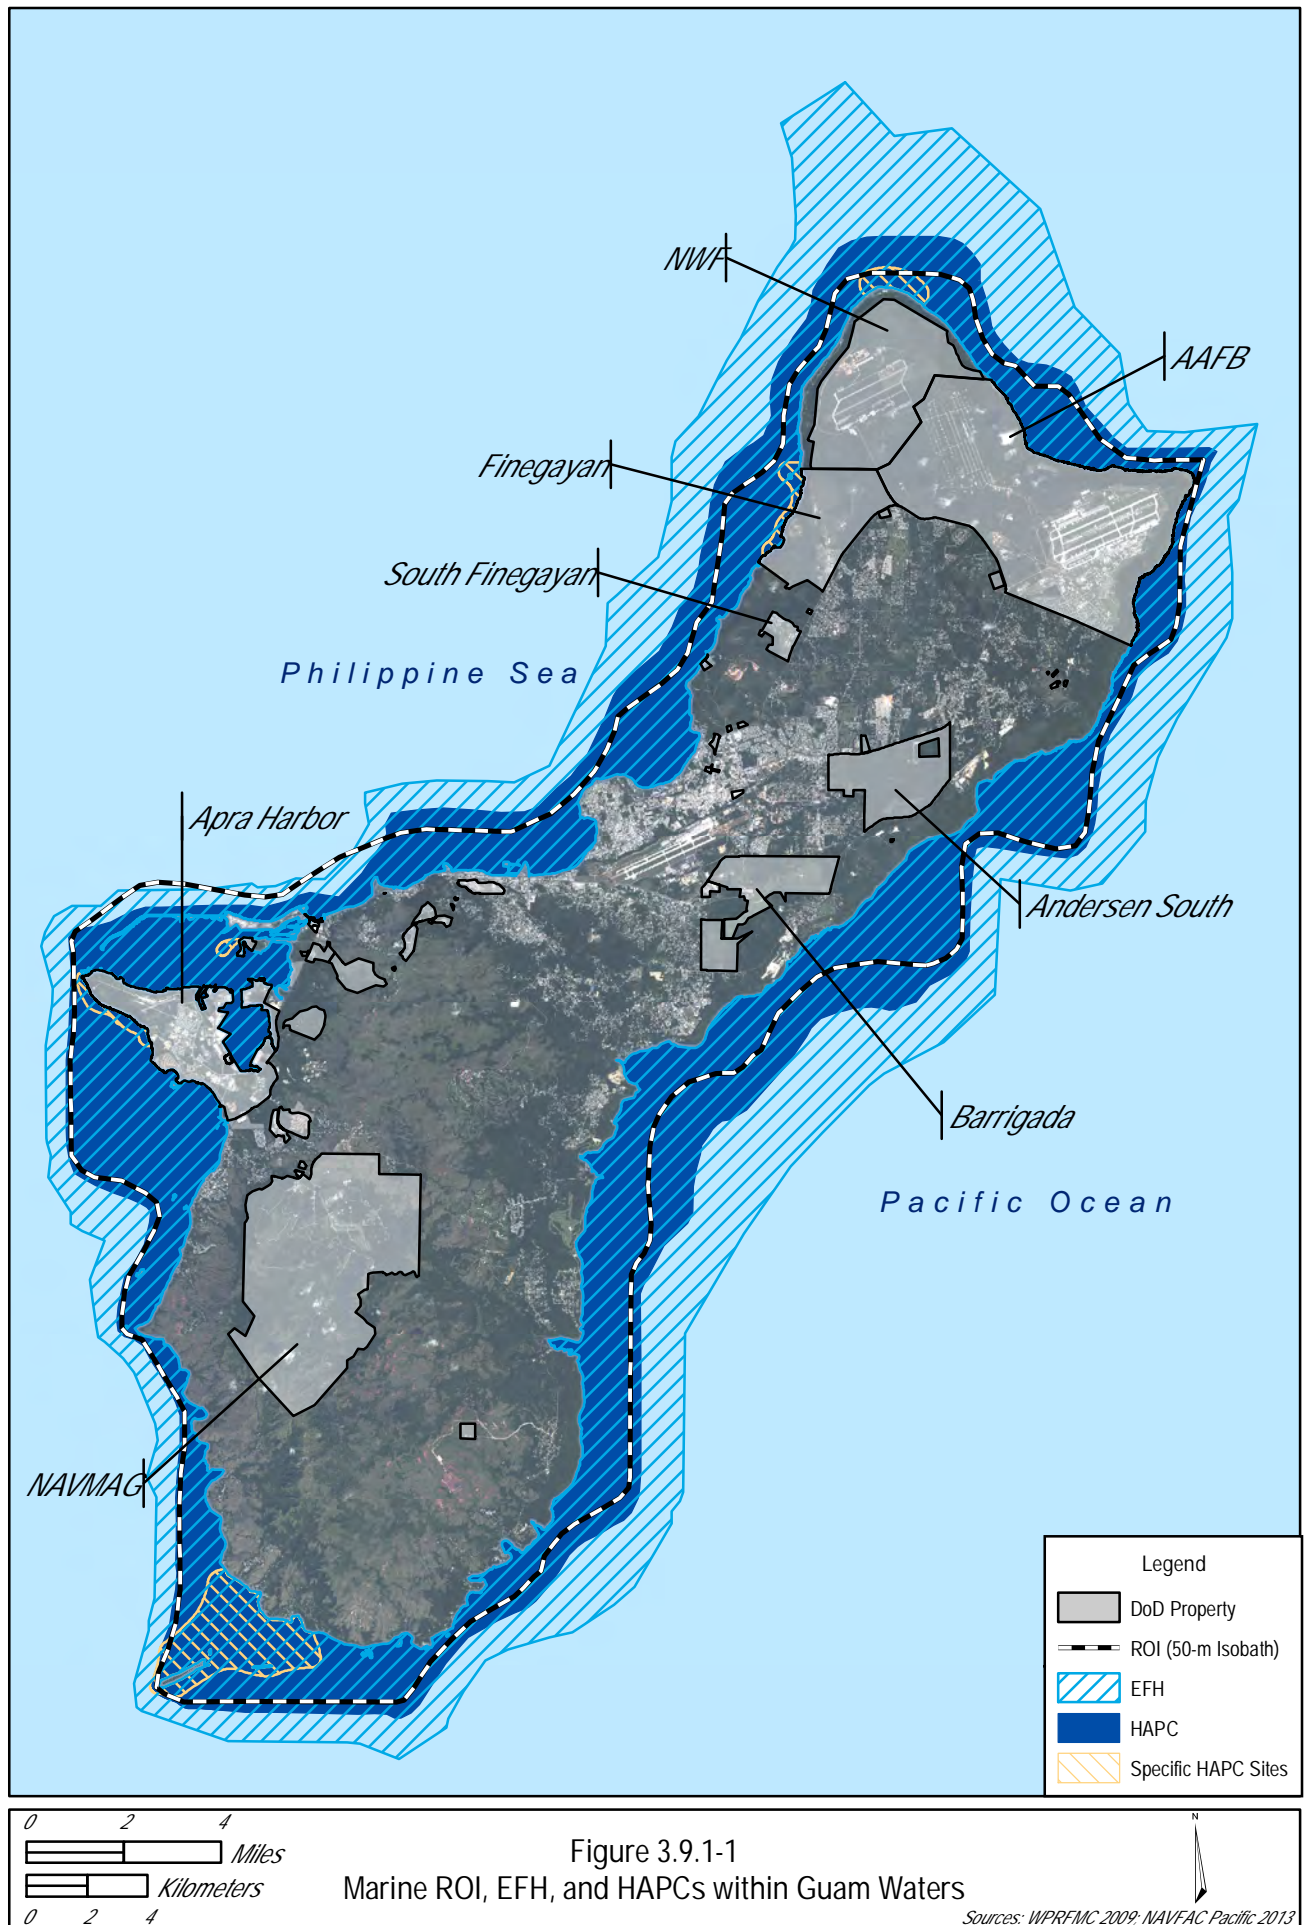 NWF
AAFB
Finegayan
South Finegayan
Philippine Sea
Apra Harbor
Andersen South
Barrigada
Pacific Ocean
NAVMAG
Legend
DoD Property
ROI (50-m Isobath)
EFH
HAPC
Specific HAPC Sites
0 2 4
Miles
Kilometers
0 2 4
Figure 3.9.1-1
Marine ROI, EFH, and HAPCs within Guam Waters
N
Sources: WPRFMC 2009; NAVFAC Pacific 2013